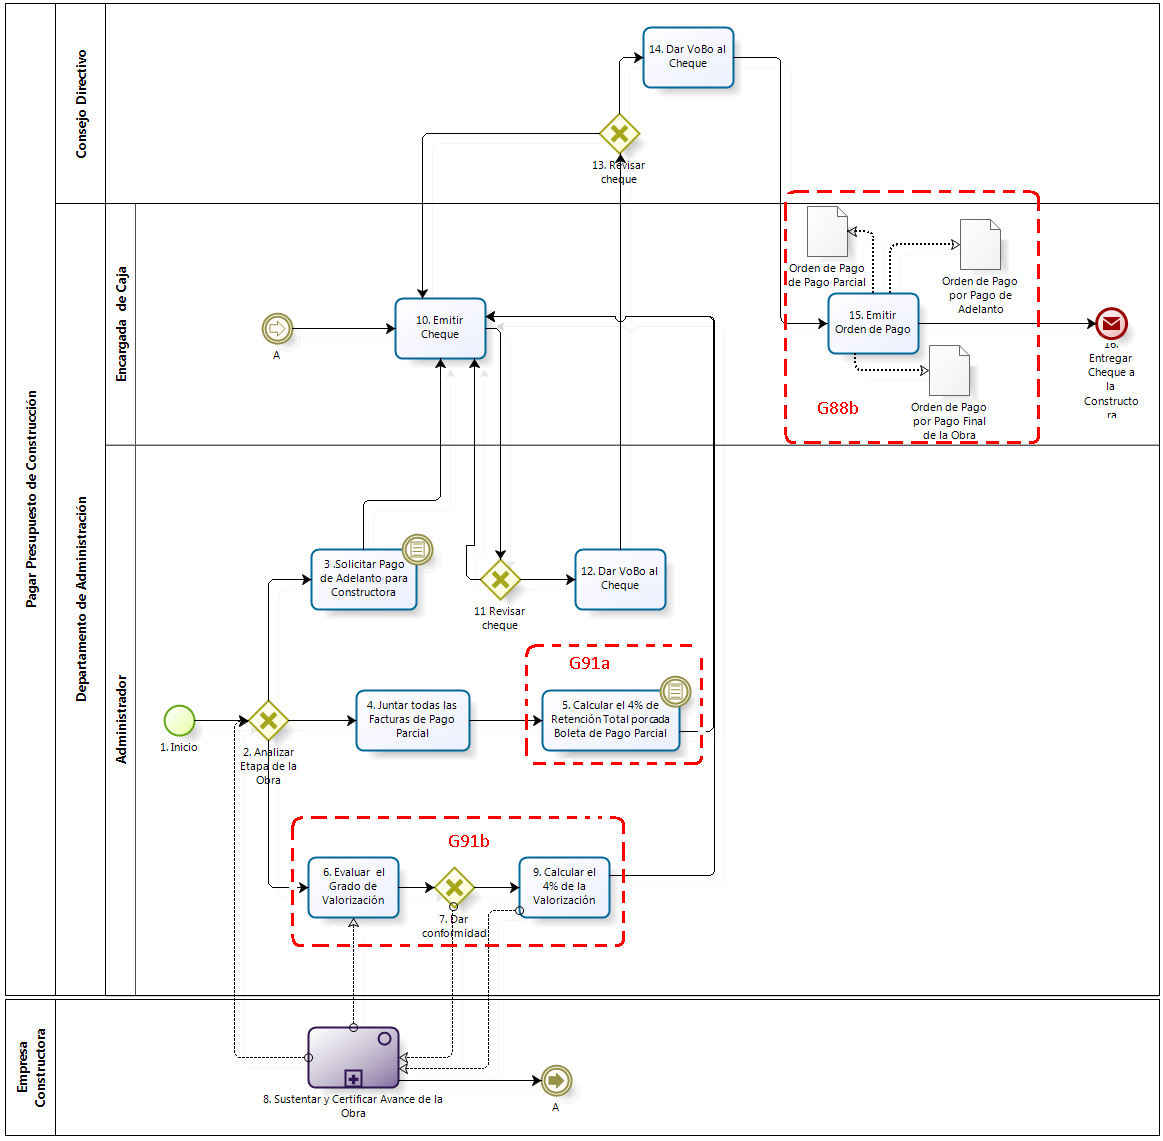 Pagar Presupuesto de Construcción
Consejo Directivo
14. Dar VoBo al
Cheque
13. Revisar
cheque
Departamento de Administración
Encargada de Caja
A
10. Emitir
Cheque
Orden de Pago
de Pago Parcial
Orden de Pago
por Pago de
Adelanto
15. Emitir
Orden de Pago
G88b
Orden de Pago
por Pago Final
de la Obra
16.
Entregar
Cheque a
la
Constructo
ra
Administrador
3 .Solicitar Pago
de Adelanto para
Constructora
11 Revisar
cheque
12. Dar VoBo al
Cheque
1. Inicio
2. Analizar
Etapa de la
Obra
4. Juntar todas las
Facturas de Pago
Parcial
G91a
5. Calcular el 4% de
Retención Total porcada
Boleta de Pago Parcial
G91b
6. Evaluar el
Grado de
Valorización
7. Dar
conformidad
9. Calcular el
4% de la
Valorización
Empresa
Constructora
8. Sustentar y Certificar Avance de la
Obra
A